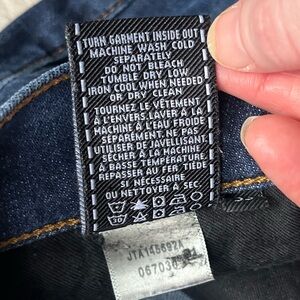 TURN GARMENT INSIDE OUT
MACHINE WASH COLD
SEPARATELY
DO NOT BLEACH
TUMBLE DRY LOW
IRON COOL WHEN NEEDED
OR DRY CLEAN
TOURNEZ LE VÊTEMENT
À L'ENVERS.LAVER À LA
MACHINE À L'EAU FROIDE
SÉPARÉMENT. NE PAS
UTILISER DE JAVELLISANT.
SÉCHER À LA MACHINE
À BASSE TEMPÉRATURE.
REPASSER AU FER TIÈDE
SI NÉCESSAIRE
OU NETTOYER À SEC.
30